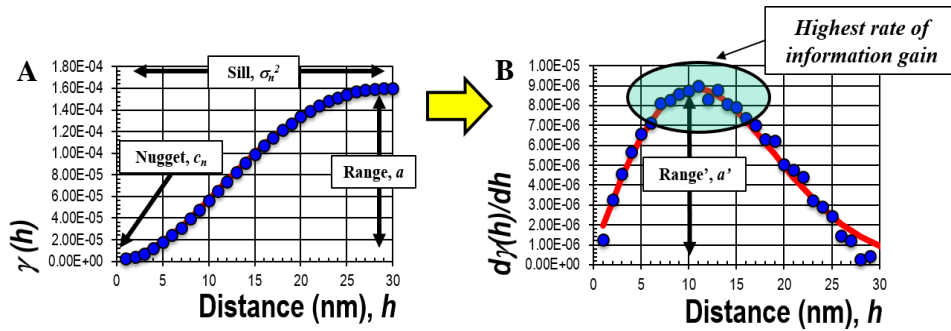 A
1.80E-04
1.60E-04
1.40E-04
1.20E-04
1.00E-04
8.00E-05
6.00E-05
4.00E-05
2.00E-05
0.00E+00
γ (h)
Sill, σn²
Nugget, cn
Range, a
0 5 10 15 20 25 30
Distance (nm), h
B
Highest rate of
information gain
1.00E-05
9.00E-06
8.00E-06
7.00E-06
6.00E-06
5.00E-06
4.00E-06
3.00E-06
2.00E-06
1.00E-06
0.00E+00
dγ(h)/dh
Range', a'
0 5 10 15 20 25 30
Distance (nm), h